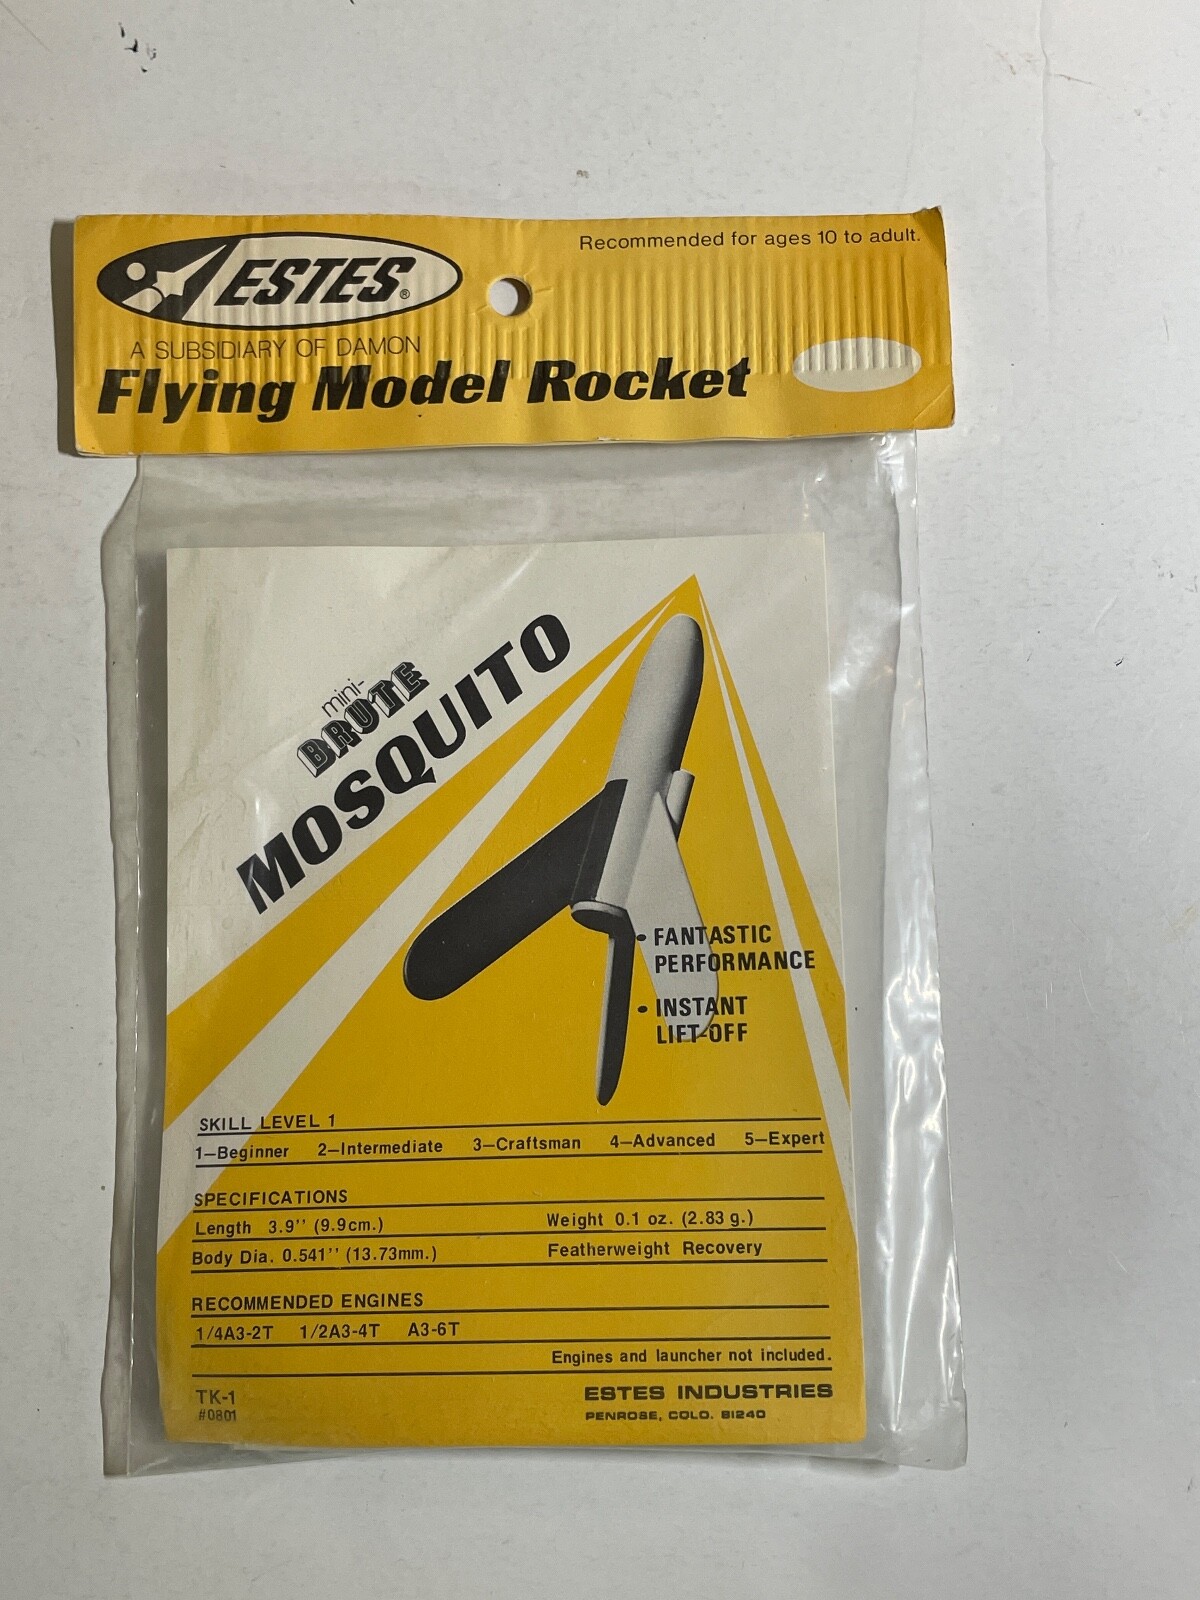 ESTES®
Recommended for ages 10 to adult.
A SUBSIDIARY OF DAMON
Flying Model Rocket
mini-
BRUTE
MOSQUITO
• FANTASTIC
PERFORMANCE
• INSTANT
LIFT-OFF
SKILL LEVEL 1
1—Beginner 2—Intermediate 3—Craftsman 4—Advanced 5—Expert
SPECIFICATIONS
Length 3.9'' (9.9cm.) Weight 0.1 oz. (2.83 g.)
Body Dia. 0.541'' (13.73mm.) Featherweight Recovery
RECOMMENDED ENGINES
1/4A3-2T 1/2A3-4T A3-6T
Engines and launcher not included.
TK-1 ESTES INDUSTRIES
#0801 PENROSE, COLO. 81240